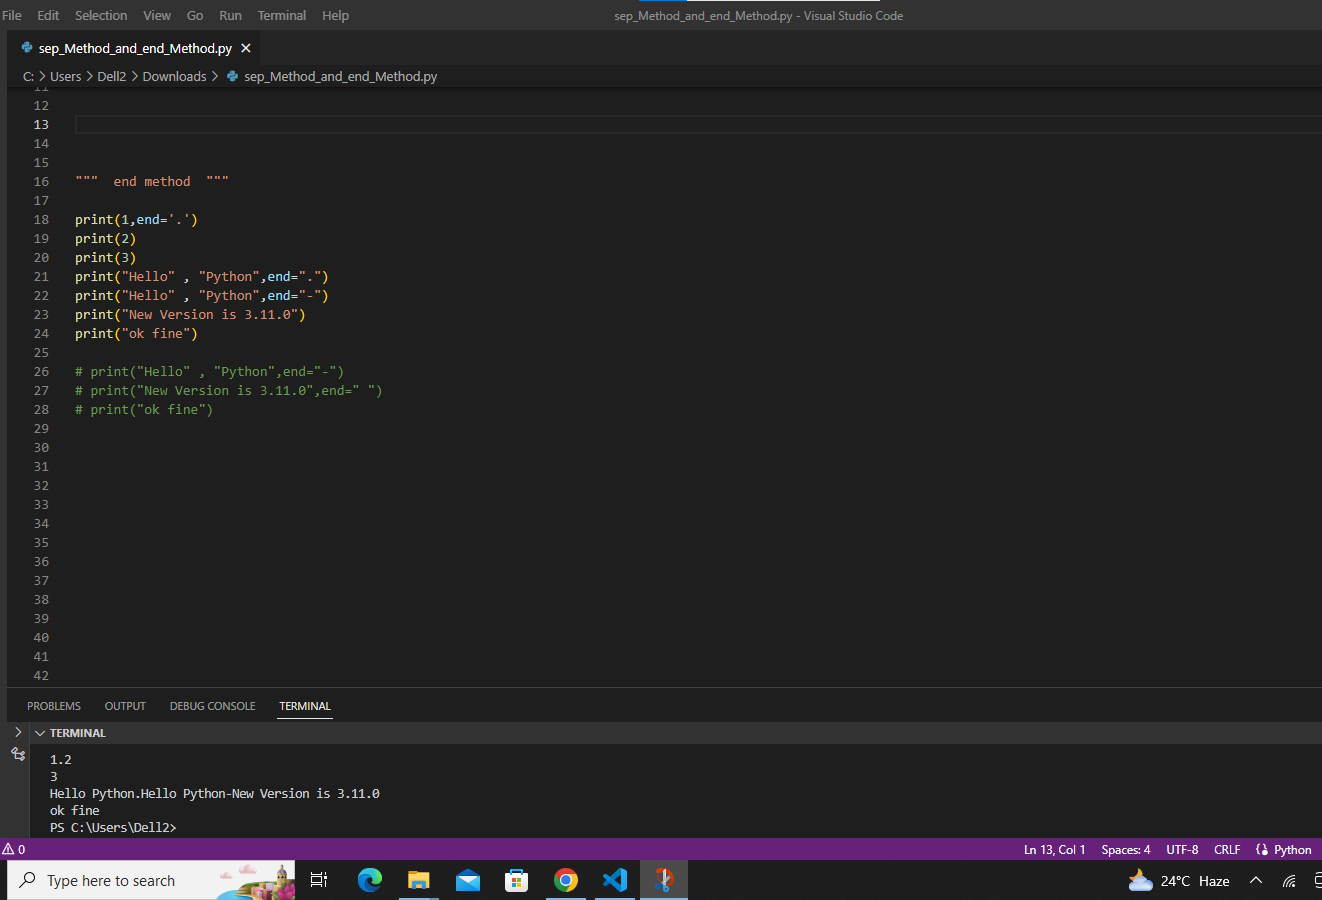 File Edit Selection View Go Run Terminal Help
sep_Method_and_end_Method.py - Visual Studio Code
sep_Method_and_end_Method.py
C: > Users > Dell2 > Downloads > sep_Method_and_end_Method.py
11
12
13
14
15
16 """  end method  """
17
18 print(1,end='.')
19 print(2)
20 print(3)
21 print("Hello" , "Python",end=".")
22 print("Hello" , "Python",end="-")
23 print("New Version is 3.11.0")
24 print("ok fine")
25
26 # print("Hello" , "Python",end="-")
27 # print("New Version is 3.11.0",end=" ")
28 # print("ok fine")
29
30
31
32
33
34
35
36
37
38
39
40
41
42
PROBLEMS OUTPUT DEBUG CONSOLE TERMINAL
TERMINAL
1.2
3
Hello Python.Hello Python-New Version is 3.11.0
ok fine
PS C:\Users\Dell2>
0 Ln 13, Col 1 Spaces: 4 UTF-8 CRLF Python
Type here to search 24°C Haze